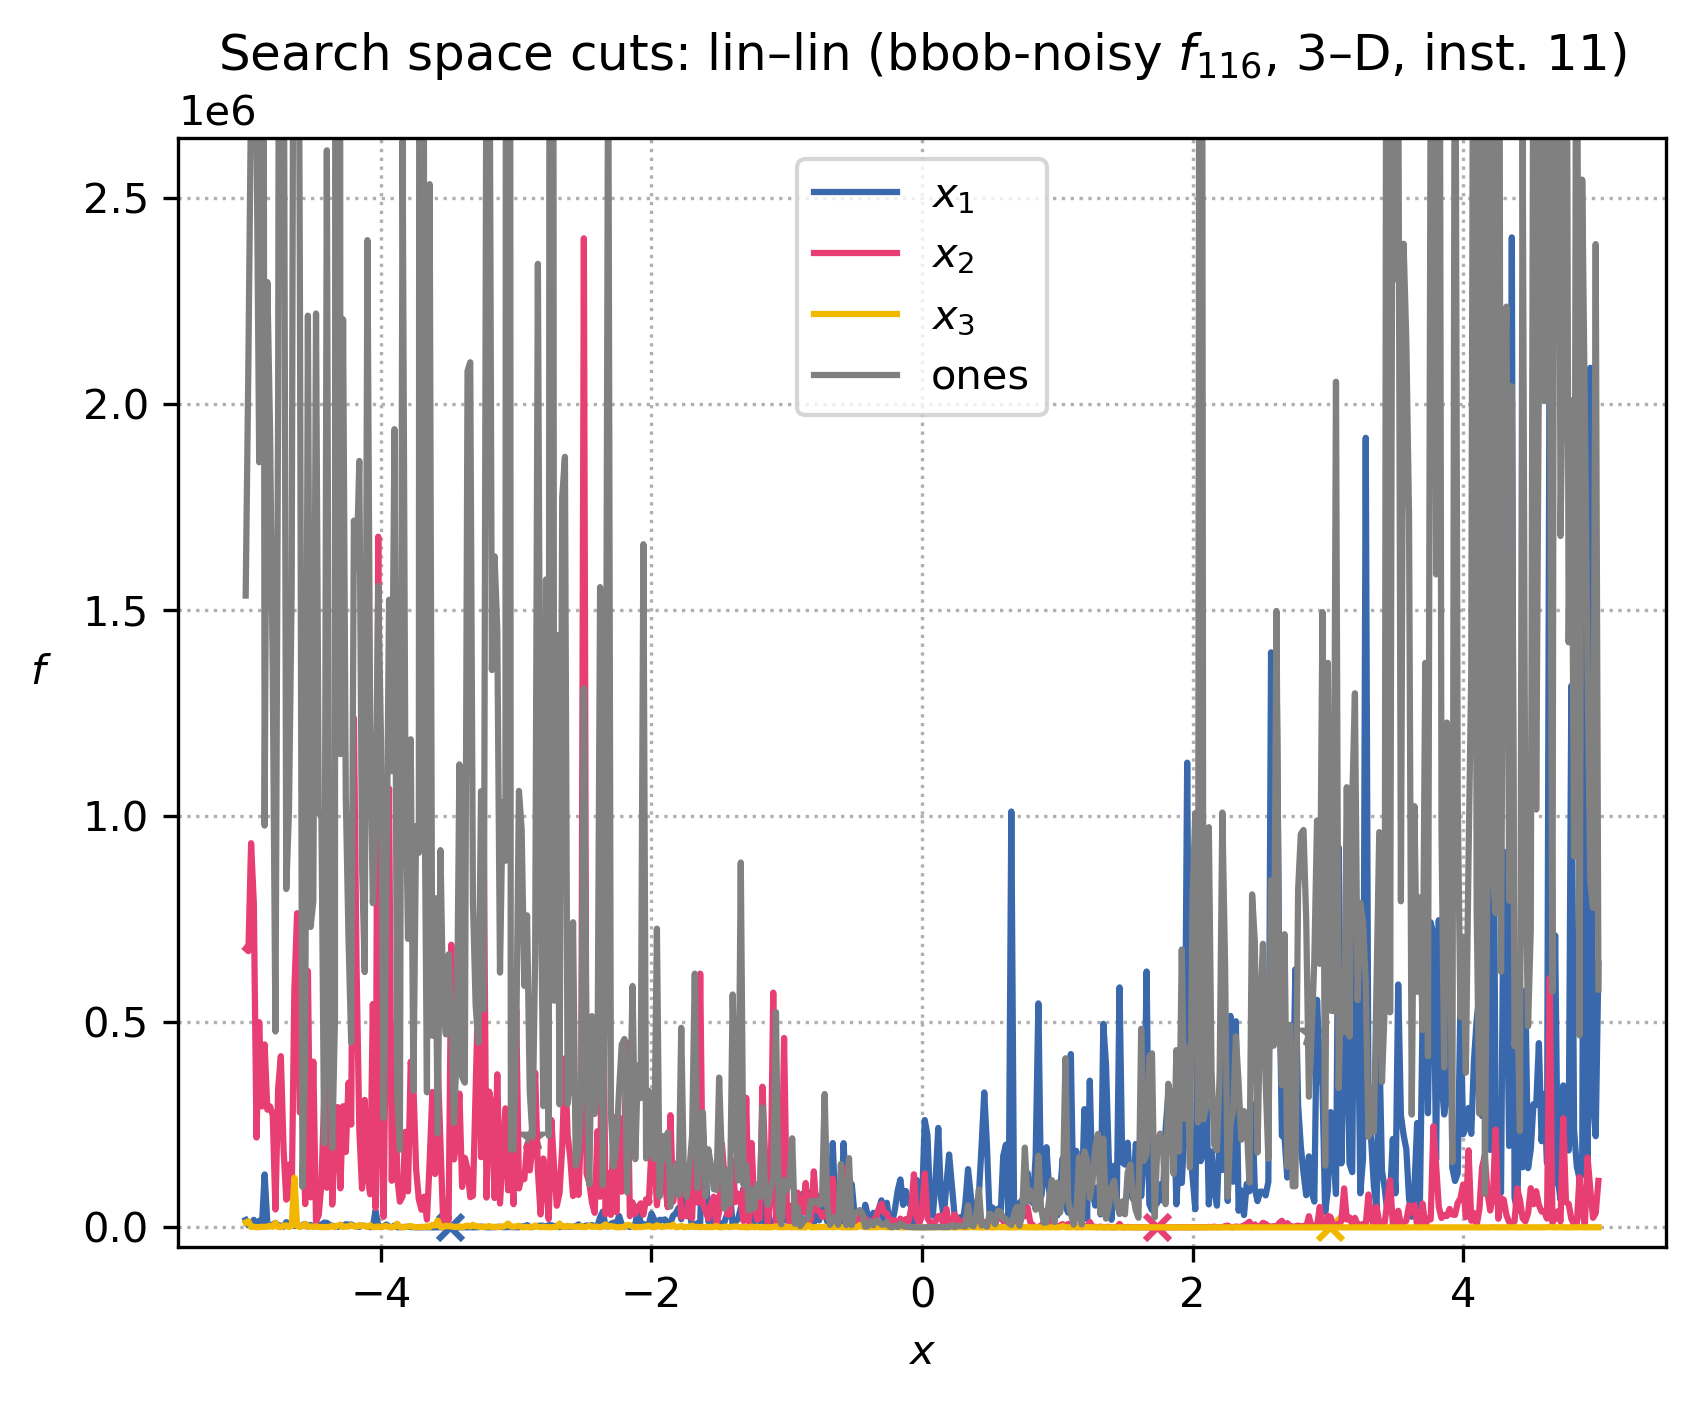 Search space cuts: lin–lin (bbob-noisy f₁₁₆, 3–D, inst. 11)
1e6
2.5
2.0
1.5
1.0
0.5
0.0
f
x₁
x₂
x₃
ones
−4 −2 0 2 4
x